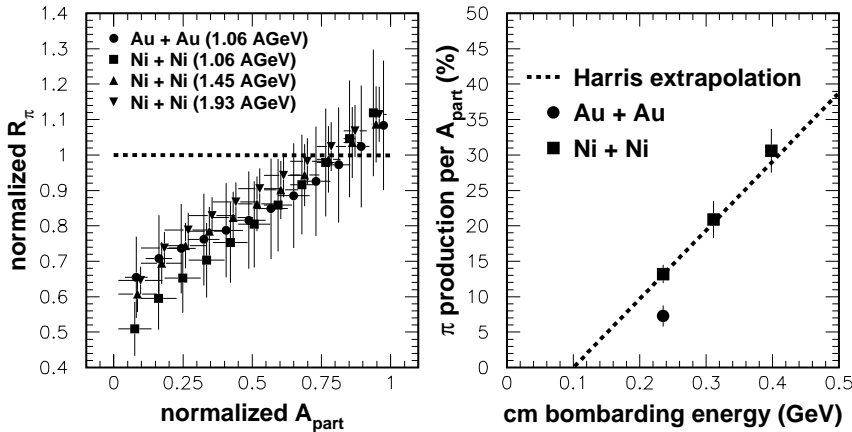 normalized R_π
1.4
1.3
1.2
1.1
1
0.9
0.8
0.7
0.6
0.5
0.4
Au + Au (1.06 AGeV)
Ni + Ni (1.06 AGeV)
Ni + Ni (1.45 AGeV)
Ni + Ni (1.93 AGeV)
0 0.25 0.5 0.75 1
normalized A_part
π production per A_part (%)
50
45
40
35
30
25
20
15
10
5
0
Harris extrapolation
Au + Au
Ni + Ni
0 0.1 0.2 0.3 0.4 0.5
cm bombarding energy (GeV)